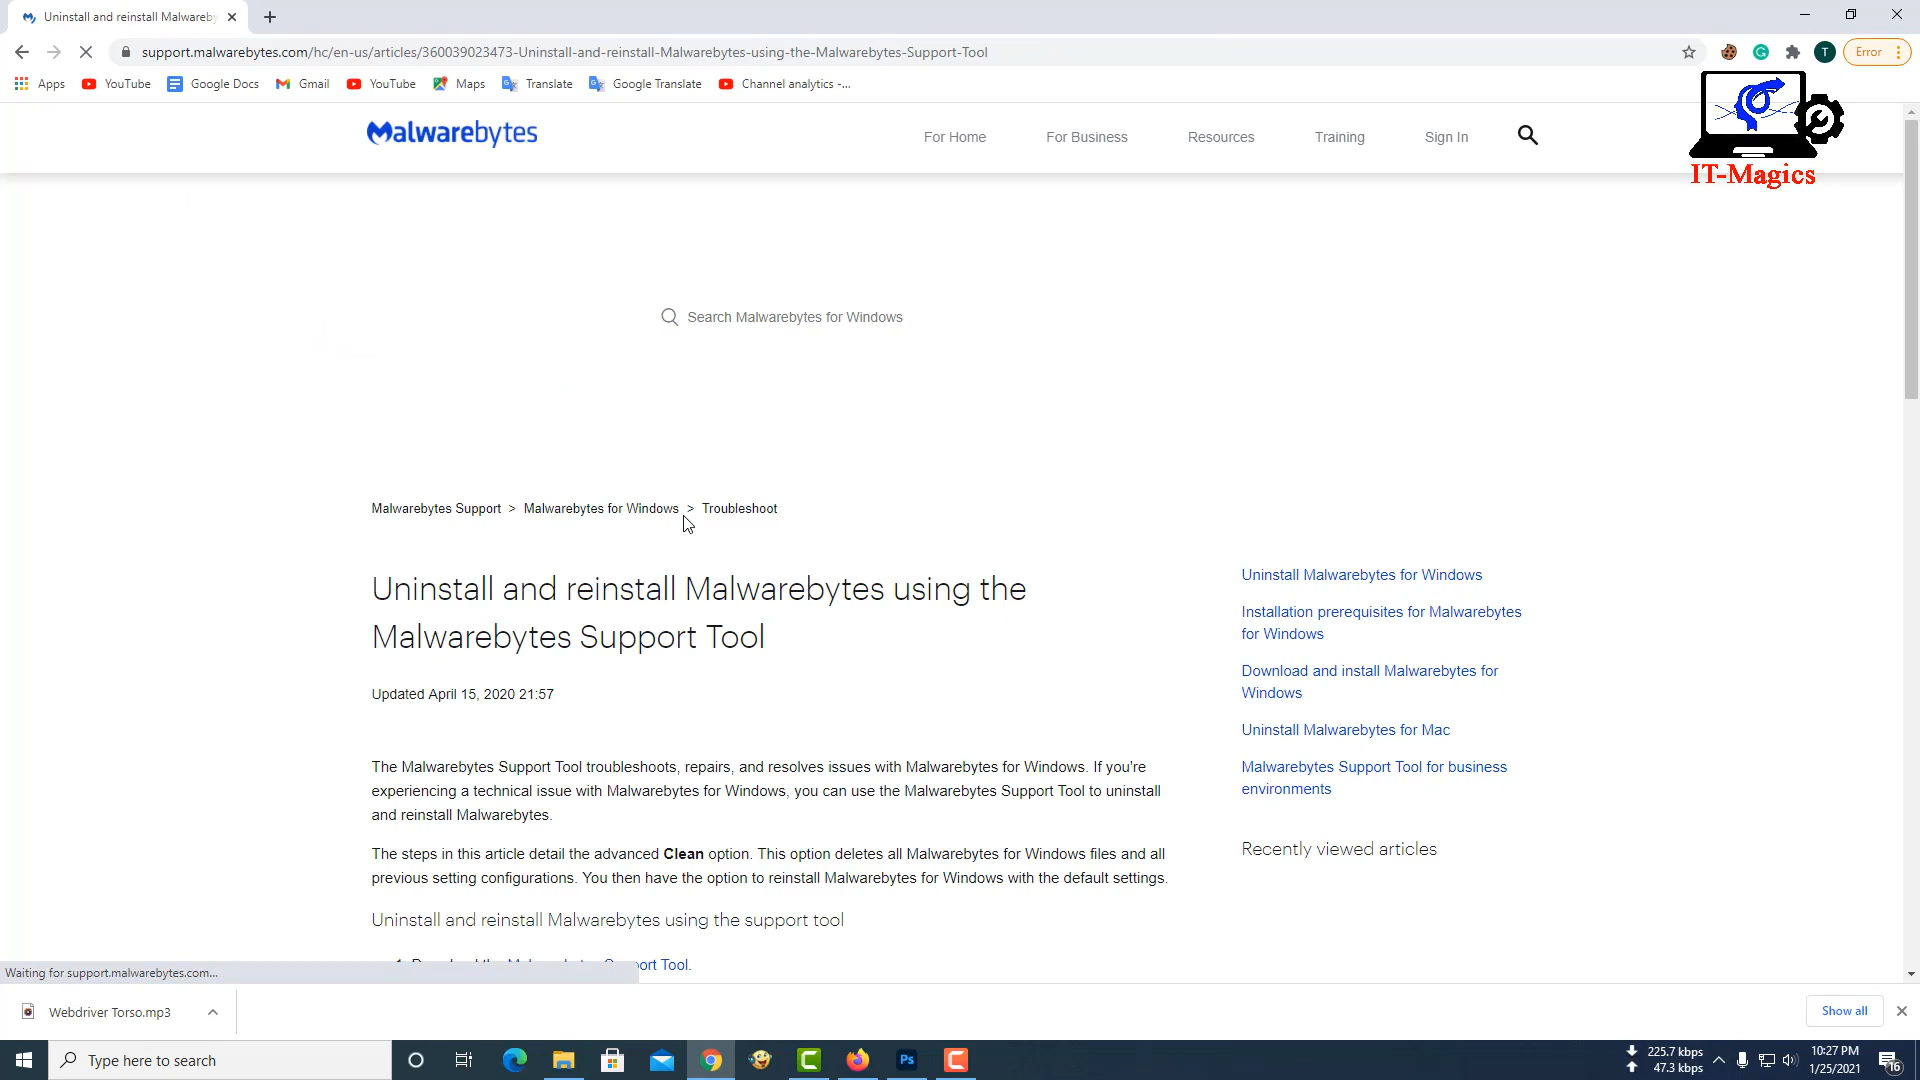 Uninstall and reinstall Malwareby
support.malwarebytes.com/hc/en-us/articles/360039023473-Uninstall-and-reinstall-Malwarebytes-using-the-Malwarebytes-Support-Tool
T
Error
Apps YouTube Google Docs Gmail YouTube Maps Translate Google Translate Channel analytics -...
Malwarebytes
For Home For Business Resources Training Sign In
IT-Magics
Search Malwarebytes for Windows
Malwarebytes Support > Malwarebytes for Windows > Troubleshoot
Uninstall and reinstall Malwarebytes using the
Malwarebytes Support Tool
Updated April 15, 2020 21:57
The Malwarebytes Support Tool troubleshoots, repairs, and resolves issues with Malwarebytes for Windows. If you're
experiencing a technical issue with Malwarebytes for Windows, you can use the Malwarebytes Support Tool to uninstall
and reinstall Malwarebytes.
The steps in this article detail the advanced Clean option. This option deletes all Malwarebytes for Windows files and all
previous setting configurations. You then have the option to reinstall Malwarebytes for Windows with the default settings.
Uninstall and reinstall Malwarebytes using the support tool
1. Download the Malwarebytes Support Tool.
Uninstall Malwarebytes for Windows
Installation prerequisites for Malwarebytes
for Windows
Download and install Malwarebytes for
Windows
Uninstall Malwarebytes for Mac
Malwarebytes Support Tool for business
environments
Recently viewed articles
Waiting for support.malwarebytes.com...
Webdriver Torso.mp3
Show all
Type here to search
Ps
225.7 kbps
47.3 kbps
10:27 PM
1/25/2021
16